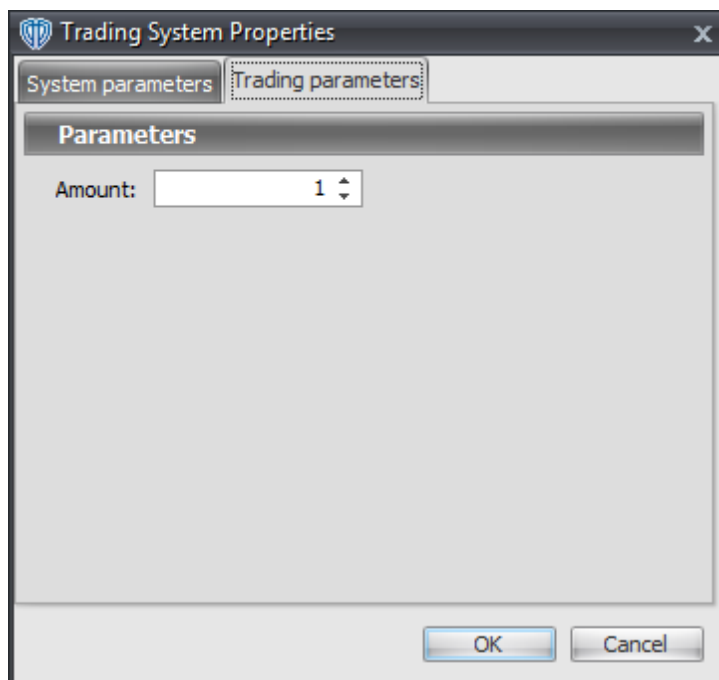 Trading System Properties x
System parameters Trading parameters
Parameters
Amount: 1
OK Cancel